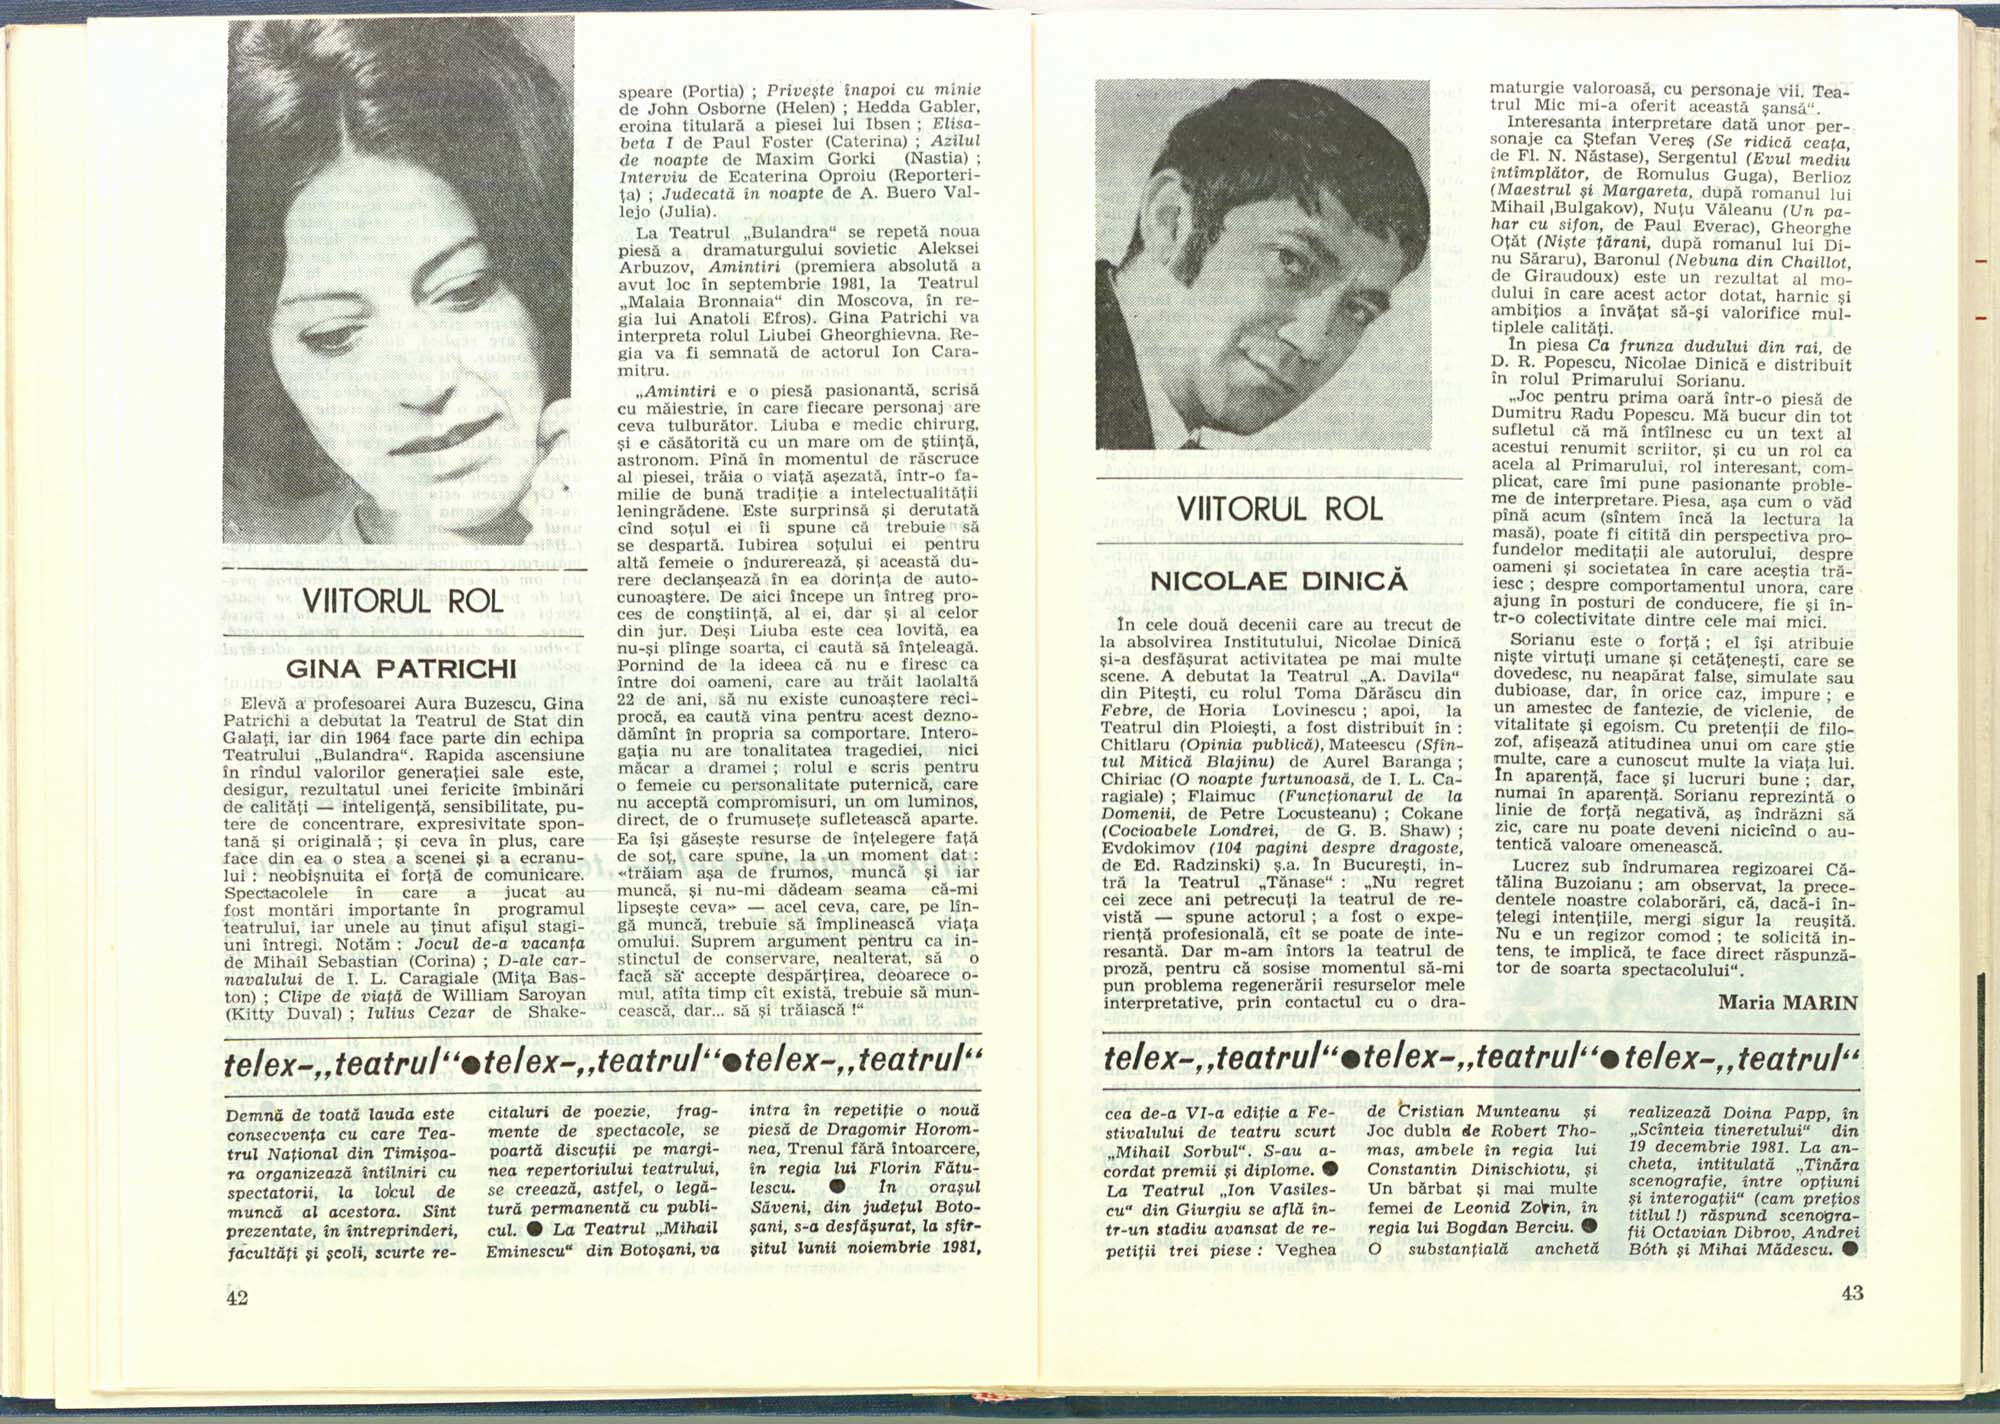 VIITORUL ROL
GINA PATRICHI
Elevă a profesoarei Aura Buzescu, Gina
Patrichi a debutat la Teatrul de Stat din
Galați, iar din 1964 face parte din echipa
Teatrului „Bulandra“. Rapida ascensiune
în rîndul valorilor generației sale este,
desigur, rezultatul unei fericite îmbinări
de calități — inteligență, sensibilitate, pu-
tere de concentrare, expresivitate spon-
tană și originală ; și ceva în plus, care
face din ea o stea a scenei și a ecranu-
lui : neobișnuita ei forță de comunicare.
Spectacolele în care a jucat au
fost montări importante în programul
teatrului, iar unele au ținut afișul stagi-
uni întregi. Notăm : Jocul de-a vacanța
de Mihail Sebastian (Corina) ; D-ale car-
navalului de I. L. Caragiale (Mița Bas-
ton) ; Clipe de viață de William Saroyan
(Kitty Duval) ; Iulius Cezar de Shake-
speare (Portia) ; Privește înapoi cu mînie
de John Osborne (Helen) ; Hedda Gabler,
eroina titulară a piesei lui Ibsen ; Elisa-
beta I de Paul Foster (Caterina) ; Azilul
de noapte de Maxim Gorki (Nastia) ;
Interviu de Ecaterina Oproiu (Reporteri-
ța) ; Judecată în noapte de A. Buero Val-
lejo (Julia).
La Teatrul „Bulandra“ se repetă noua
piesă a dramaturgului sovietic Aleksei
Arbuzov, Amintiri (premiera absolută a
avut loc în septembrie 1981, la Teatrul
„Malaia Bronnaia“ din Moscova, în re-
gia lui Anatoli Efros). Gina Patrichi va
interpreta rolul Liubei Gheorghievna. Re-
gia va fi semnată de actorul Ion Cara-
mitru.
„Amintiri e o piesă pasionantă, scrisă
cu măiestrie, în care fiecare personaj are
ceva tulburător. Liuba e medic chirurg,
și e căsătorită cu un mare om de știință,
astronom. Pînă în momentul de răscruce
al piesei, trăia o viață așezată, într-o fa-
milie de bună tradiție a intelectualității
leningrădene. Este surprinsă și derutată
cînd soțul ei îi spune că trebuie să
se despartă. Iubirea soțului ei pentru
altă femeie o îndurerează, și această du-
rere declanșează în ea dorința de auto-
cunoaștere. De aici începe un întreg pro-
ces de conștiință, al ei, dar și al celor
din jur. Deși Liuba este cea lovită, ea
nu-și plînge soarta, ci caută să înțeleagă.
Pornind de la ideea că nu e firesc ca
între doi oameni, care au trăit laolaltă
22 de ani, să nu existe cunoaștere reci-
procă, ea caută vina pentru acest dezno-
dămînt în propria sa comportare. Intero-
gația nu are tonalitatea tragediei, nici
măcar a dramei ; rolul e scris pentru
o femeie cu personalitate puternică, care
nu acceptă compromisuri, un om luminos,
direct, de o frumusețe sufletească aparte.
Ea își găsește resurse de înțelegere față
de soț, care spune, la un moment dat :
«trăiam așa de frumos, muncă și iar
muncă, și nu-mi dădeam seama că-mi
lipsește ceva» — acel ceva, care, pe lîn-
gă muncă, trebuie să împlinească viața
omului. Suprem argument pentru ca in-
stinctul de conservare, nealterat, să o
facă să accepte despărțirea, deoarece o-
mul, atîta timp cît există, trebuie să mun-
cească, dar... să și trăiască !“
telex-„teatrul“●telex-„teatrul“●telex-„teatrul“
Demnă de toată lauda este
consecvența cu care Tea-
trul Național din Timișoa-
ra organizează întîlniri cu
spectatorii, la locul de
muncă al acestora. Sînt
prezentate, în întreprinderi,
facultăți și școli, scurte re-
citaluri de poezie, frag-
mente de spectacole, se
poartă discuții pe margi-
nea repertoriului teatrului,
se creează, astfel, o legă-
tură permanentă cu publi-
cul. ● La Teatrul „Mihail
Eminescu“ din Botoșani, va
intra în repetiție o nouă
piesă de Dragomir Horom-
nea, Trenul fără întoarcere,
în regia lui Florin Fătu-
lescu. ● În orașul
Săveni, din județul Boto-
șani, s-a desfășurat, la sfîr-
șitul lunii noiembrie 1981,
42
VIITORUL ROL
NICOLAE DINICĂ
În cele două decenii care au trecut de
la absolvirea Institutului, Nicolae Dinică
și-a desfășurat activitatea pe mai multe
scene. A debutat la Teatrul „A. Davila“
din Pitești, cu rolul Toma Dărăscu din
Febre, de Horia Lovinescu ; apoi, la
Teatrul din Ploiești, a fost distribuit în :
Chitlaru (Opinia publică), Mateescu (Sfîn-
tul Mitică Blajinu) de Aurel Baranga ;
Chiriac (O noapte furtunoasă, de I. L. Ca-
ragiale) ; Flaimuc (Funcționarul de la
Domenii, de Petre Locusteanu) ; Cokane
(Cocioabele Londrei, de G. B. Shaw) ;
Evdokimov (104 pagini despre dragoste,
de Ed. Radzinski) ș.a. În București, in-
tră la Teatrul „Tănase“ : „Nu regret
cei zece ani petrecuți la teatrul de re-
vistă — spune actorul ; a fost o expe-
riență profesională, cît se poate de inte-
resantă. Dar m-am întors la teatrul de
proză, pentru că sosise momentul să-mi
pun problema regenerării resurselor mele
interpretative, prin contactul cu o dra-
maturgie valoroasă, cu personaje vii. Tea-
trul Mic mi-a oferit această șansă“.
Interesanta interpretare dată unor per-
sonaje ca Ștefan Vereș (Se ridică ceața,
de Fl. N. Năstase), Sergentul (Evul mediu
întîmplător, de Romulus Guga), Berlioz
(Maestrul și Margareta, după romanul lui
Mihail Bulgakov), Nuțu Văleanu (Un pa-
har cu sifon, de Paul Everac), Gheorghe
Oțăt (Niște țărani, după romanul lui Di-
nu Săraru), Baronul (Nebuna din Chaillot,
de Giraudoux) este un rezultat al mo-
dului în care acest actor dotat, harnic și
ambițios a învățat să-și valorifice mul-
tiplele calități.
În piesa Ca frunza dudului din rai, de
D. R. Popescu, Nicolae Dinică e distribuit
în rolul Primarului Sorianu.
„Joc pentru prima oară într-o piesă de
Dumitru Radu Popescu. Mă bucur din tot
sufletul că mă întîlnesc cu un text al
acestui renumit scriitor, și cu un rol ca
acela al Primarului, rol interesant, com-
plicat, care îmi pune pasionante proble-
me de interpretare. Piesa, așa cum o văd
pînă acum (sîntem încă la lectura la
masă), poate fi citită din perspectiva pro-
fundelor meditații ale autorului, despre
oameni și societatea în care aceștia tră-
iesc ; despre comportamentul unora, care
ajung în posturi de conducere, fie și în-
tr-o colectivitate dintre cele mai mici.
Sorianu este o forță ; el își atribuie
niște virtuți umane și cetățenești, care se
dovedesc, nu neapărat false, simulate sau
dubioase, dar, în orice caz, impure ; e
un amestec de fantezie, de viclenie, de
vitalitate și egoism. Cu pretenții de filo-
zof, afișează atitudinea unui om care știe
multe, care a cunoscut multe la viața lui.
În aparență, face și lucruri bune ; dar,
numai în aparență. Sorianu reprezintă o
linie de forță negativă, aș îndrăzni să
zic, care nu poate deveni nicicînd o au-
tentică valoare omenească.
Lucrez sub îndrumarea regizoarei Că-
tălina Buzoianu ; am observat, la prece-
dentele noastre colaborări, că, dacă-i în-
țelegi intențiile, mergi sigur la reușită.
Nu e un regizor comod ; te solicită in-
tens, te implică, te face direct răspunză-
tor de soarta spectacolului“.
Maria MARIN
telex-„teatrul“●telex-„teatrul“●telex-„teatrul“
cea de-a VI-a ediție a Fe-
stivalului de teatru scurt
„Mihail Sorbul“. S-au a-
cordat premii și diplome. ●
La Teatrul „Ion Vasiles-
cu“ din Giurgiu se află în-
tr-un stadiu avansat de re-
petiții trei piese : Veghea
de Cristian Munteanu și
Joc dublu de Robert Tho-
mas, ambele în regia lui
Constantin Dinischiotu, și
Un bărbat și mai multe
femei de Leonid Zorin, în
regia lui Bogdan Berciu. ●
O substanțială anchetă
realizează Doina Papp, în
„Scînteia tineretului“ din
19 decembrie 1981. La an-
cheta, intitulată „Tînăra
scenografie, între opțiuni
și interogații“ (cam prețios
titlul !) răspund scenogra-
fii Octavian Dibrov, Andrei
Bóth și Mihai Mădescu. ●
43